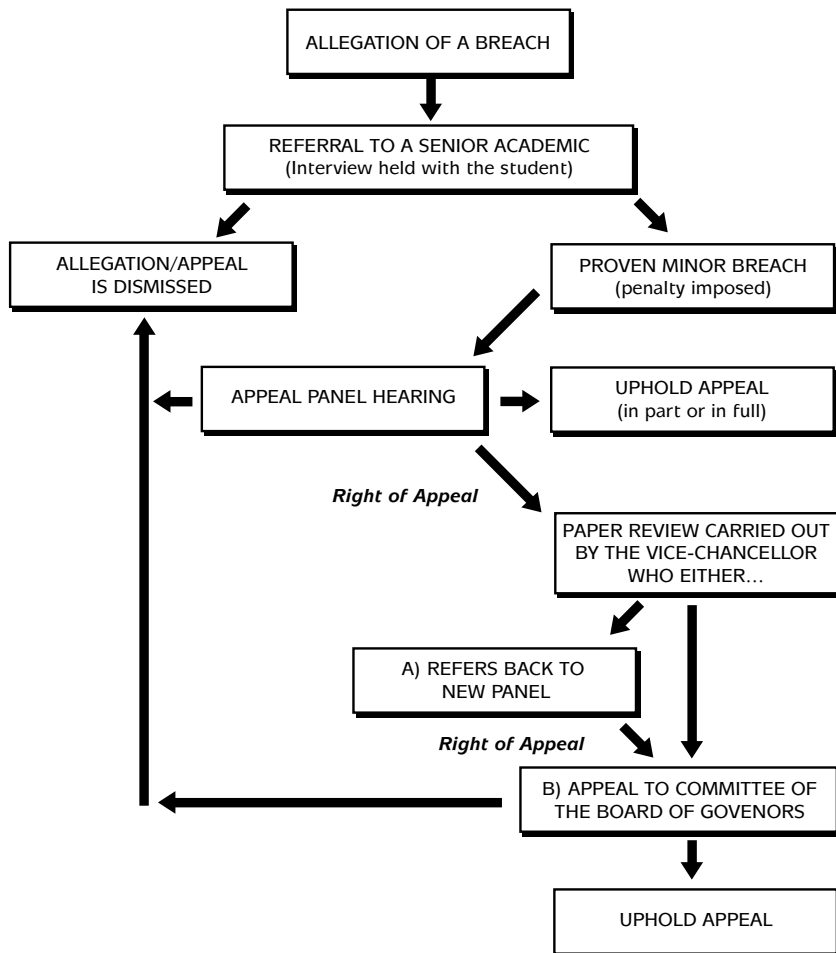 ALLEGATION OF A BREACH
REFERRAL TO A SENIOR ACADEMIC
(Interview held with the student)
ALLEGATION/APPEAL
IS DISMISSED
PROVEN MINOR BREACH
(penalty imposed)
APPEAL PANEL HEARING
UPHOLD APPEAL
(in part or in full)
Right of Appeal
PAPER REVIEW CARRIED OUT
BY THE VICE-CHANCELLOR
WHO EITHER...
A) REFERS BACK TO
NEW PANEL
Right of Appeal
B) APPEAL TO COMMITTEE OF
THE BOARD OF GOVENORS
UPHOLD APPEAL